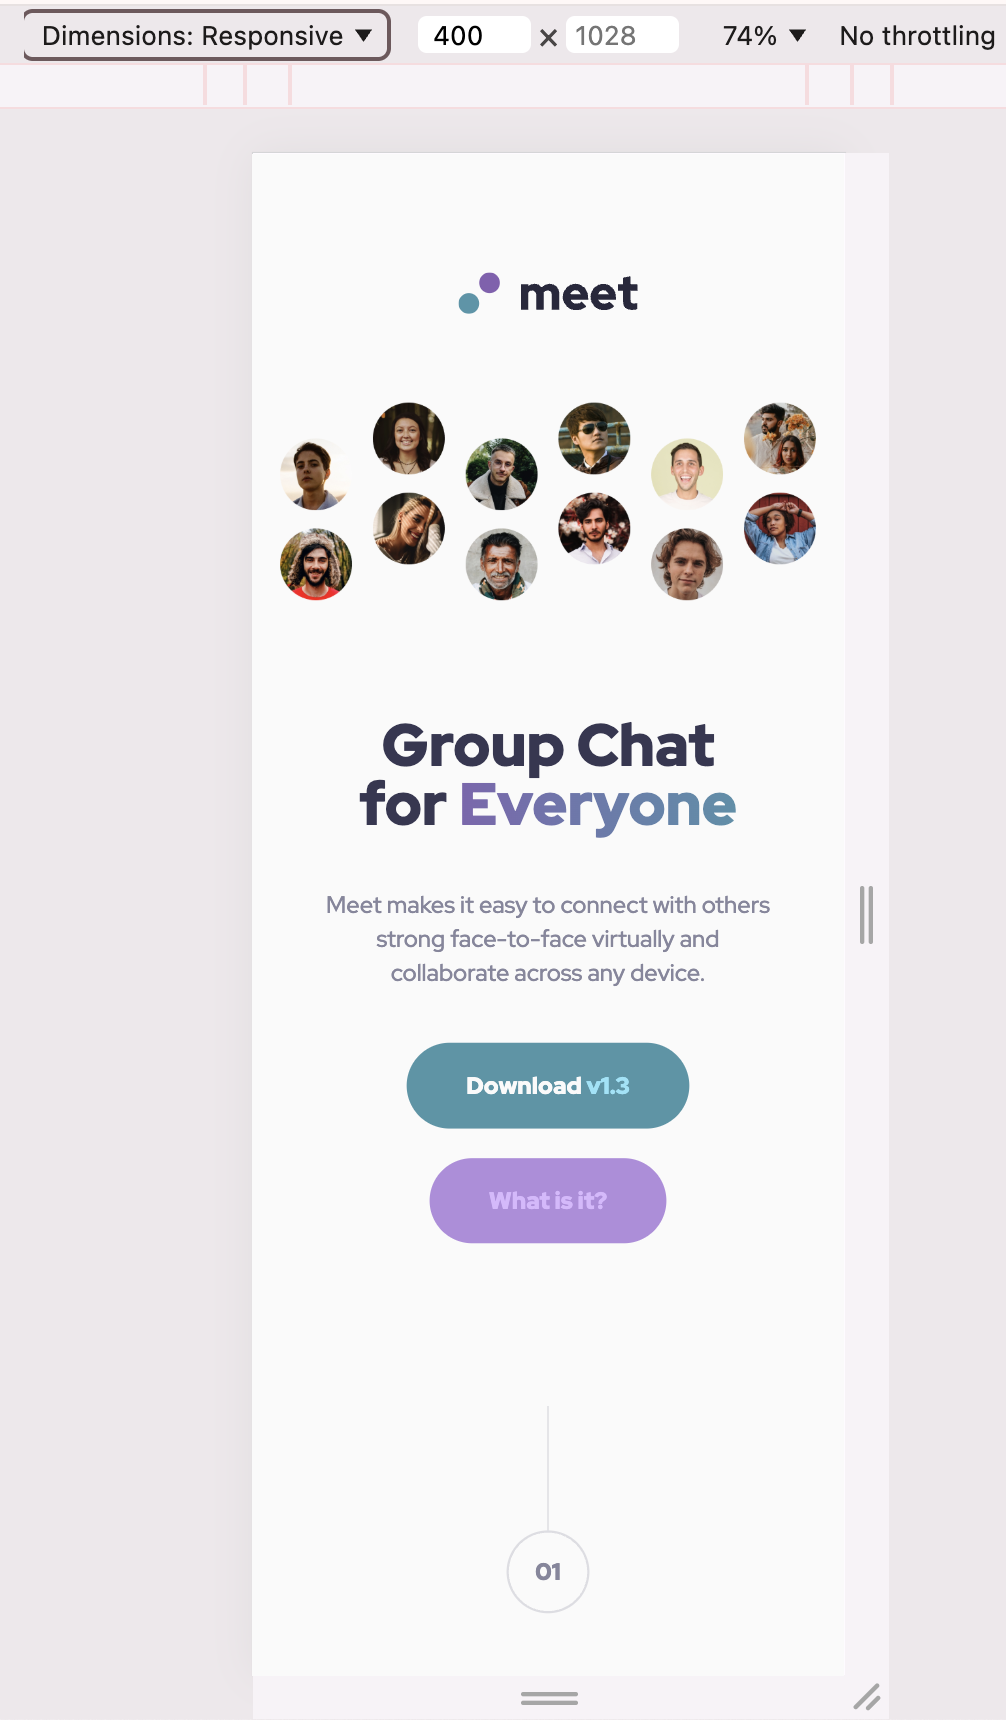 Dimensions: Responsive ▼ 400 × 1028 74% ▼ No throttling
meet
Group Chat
for Everyone
Meet makes it easy to connect with others
strong face-to-face virtually and
collaborate across any device.
Download v1.3
What is it?
01